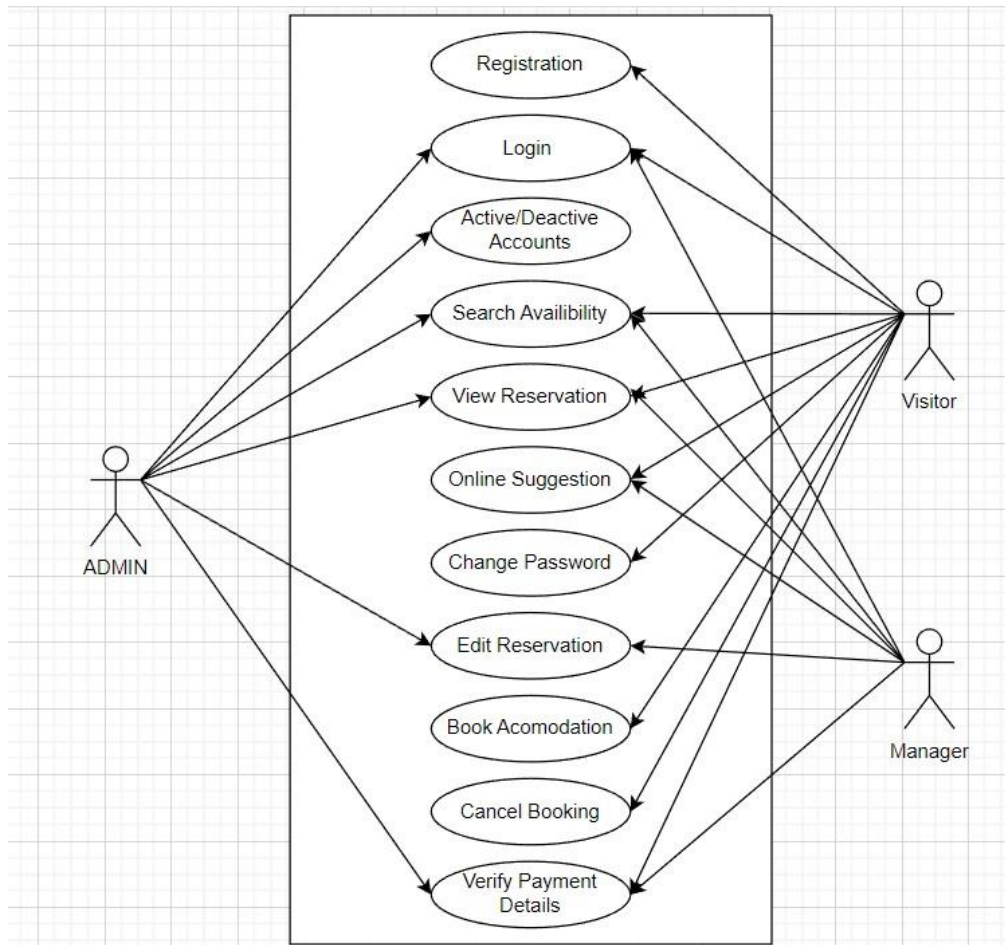 Registration
Login
Active/Deactive
Accounts
Search Availibility
View Reservation
Online Suggestion
Change Password
Edit Reservation
Book Acomodation
Cancel Booking
Verify Payment
Details
ADMIN
Visitor
Manager